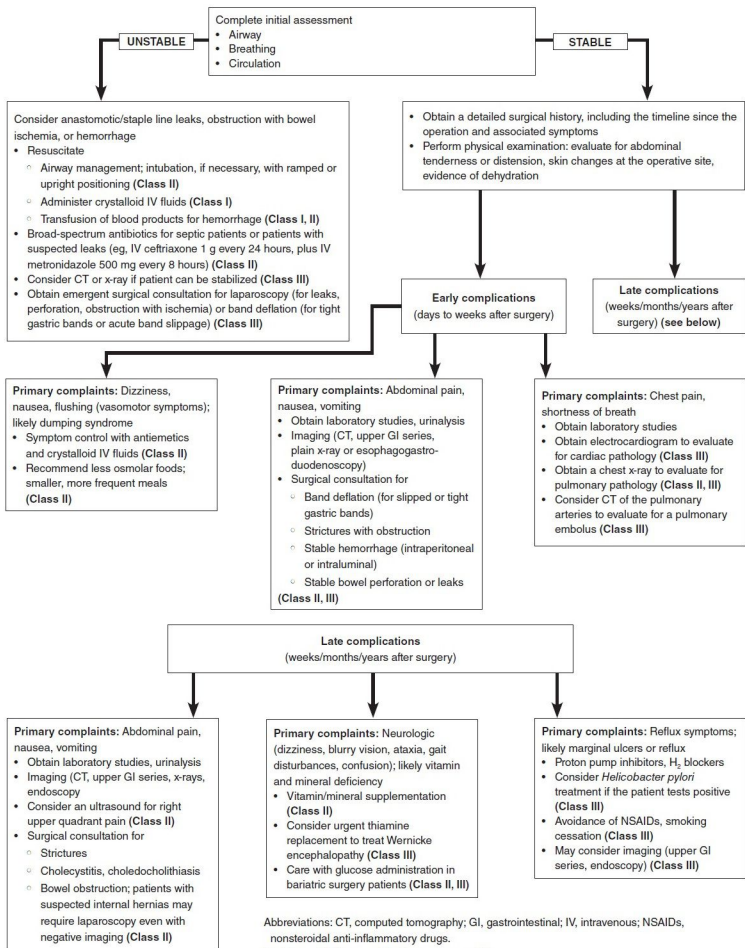 Complete initial assessment
• Airway
• Breathing
• Circulation
UNSTABLE
STABLE
Consider anastomotic/staple line leaks, obstruction with bowel
ischemia, or hemorrhage
• Resuscitate
○ Airway management; intubation, if necessary, with ramped or
upright positioning (Class II)
○ Administer crystalloid IV fluids (Class I)
○ Transfusion of blood products for hemorrhage (Class I, II)
• Broad-spectrum antibiotics for septic patients or patients with
suspected leaks (eg, IV ceftriaxone 1 g every 24 hours, plus IV
metronidazole 500 mg every 8 hours) (Class II)
• Consider CT or x-ray if patient can be stabilized (Class III)
• Obtain emergent surgical consultation for laparoscopy (for leaks,
perforation, obstruction with ischemia) or band deflation (for tight
gastric bands or acute band slippage) (Class III)
• Obtain a detailed surgical history, including the timeline since the
operation and associated symptoms
• Perform physical examination: evaluate for abdominal
tenderness or distension, skin changes at the operative site,
evidence of dehydration
Early complications
(days to weeks after surgery)
Late complications
(weeks/months/years after
surgery) (see below)
Primary complaints: Dizziness,
nausea, flushing (vasomotor symptoms);
likely dumping syndrome
• Symptom control with antiemetics
and crystalloid IV fluids (Class II)
• Recommend less osmolar foods;
smaller, more frequent meals
(Class II)
Primary complaints: Abdominal pain,
nausea, vomiting
• Obtain laboratory studies, urinalysis
• Imaging (CT, upper GI series,
plain x-ray or esophagogastro-
duodenoscopy)
• Surgical consultation for
○ Band deflation (for slipped or tight
gastric bands)
○ Strictures with obstruction
○ Stable hemorrhage (intraperitoneal
or intraluminal)
○ Stable bowel perforation or leaks
(Class II, III)
Primary complaints: Chest pain,
shortness of breath
• Obtain laboratory studies
• Obtain electrocardiogram to evaluate
for cardiac pathology (Class III)
• Obtain a chest x-ray to evaluate for
pulmonary pathology (Class II, III)
• Consider CT of the pulmonary
arteries to evaluate for a pulmonary
embolus (Class III)
Late complications
(weeks/months/years after surgery)
Primary complaints: Abdominal pain,
nausea, vomiting
• Obtain laboratory studies, urinalysis
• Imaging (CT, upper GI series, x-rays,
endoscopy
• Consider an ultrasound for right
upper quadrant pain (Class II)
• Surgical consultation for
○ Strictures
○ Cholecystitis, choledocholithiasis
○ Bowel obstruction; patients with
suspected internal hernias may
require laparoscopy even with
negative imaging (Class II)
Primary complaints: Neurologic
(dizziness, blurry vision, ataxia, gait
disturbances, confusion); likely vitamin
and mineral deficiency
• Vitamin/mineral supplementation
(Class II)
• Consider urgent thiamine
replacement to treat Wernicke
encephalopathy (Class III)
• Care with glucose administration in
bariatric surgery patients (Class II, III)
Primary complaints: Reflux symptoms;
likely marginal ulcers or reflux
• Proton pump inhibitors, H₂ blockers
• Consider Helicobacter pylori
treatment if the patient tests positive
(Class III)
• Avoidance of NSAIDs, smoking
cessation (Class III)
• May consider imaging (upper GI
series, endoscopy) (Class III)
Abbreviations: CT, computed tomography; GI, gastrointestinal; IV, intravenous; NSAIDs,
nonsteroidal anti-inflammatory drugs.